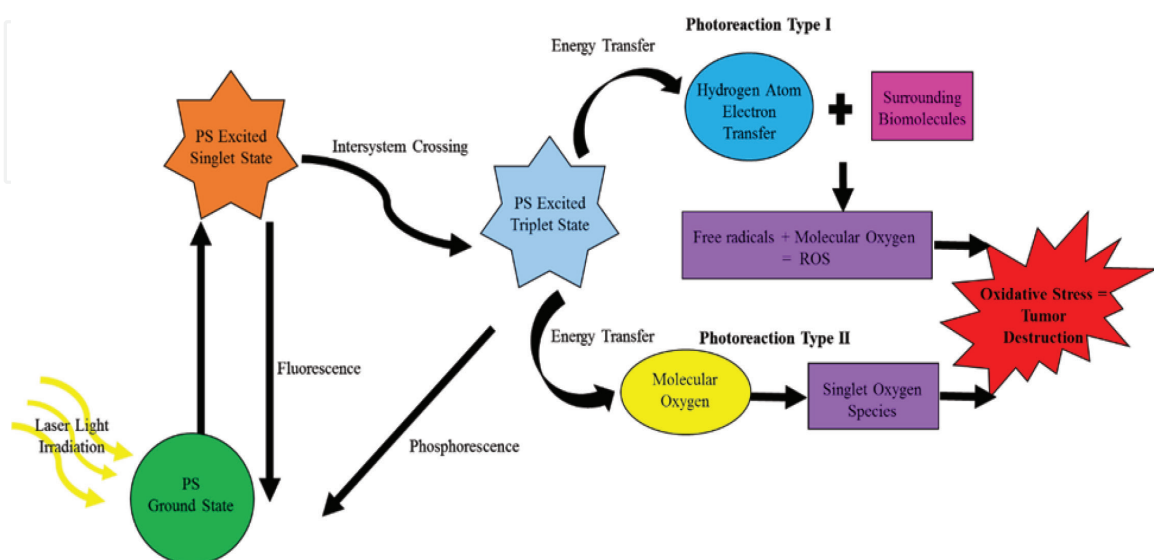 Photoreaction Type I
Energy Transfer
Hydrogen Atom
Electron
Transfer
Surrounding
Biomolecules
PS Excited
Singlet State
Intersystem Crossing
PS Excited
Triplet State
Free radicals + Molecular Oxygen
= ROS
Oxidative Stress =
Tumor
Destruction
Energy Transfer
Photoreaction Type II
Molecular
Oxygen
Singlet Oxygen
Species
Fluorescence
Phosphorescence
Laser Light
Irradiation
PS
Ground State